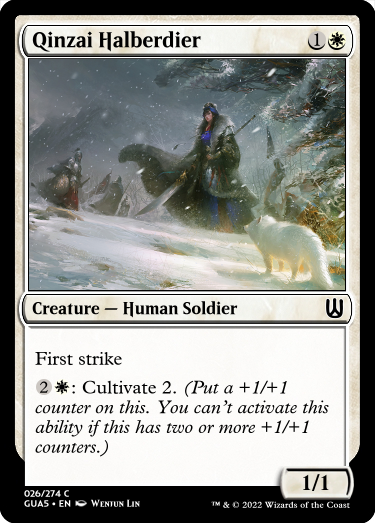 Qinzai Halberdier 1
Creature — Human Soldier
First strike
2: Cultivate 2. (Put a +1/+1
counter on this. You can't activate this
ability if this has two or more +1/+1
counters.)
1/1
026/274 C
GUA5 • EN Wenjun Lin
™ & © 2022 Wizards of the Coast